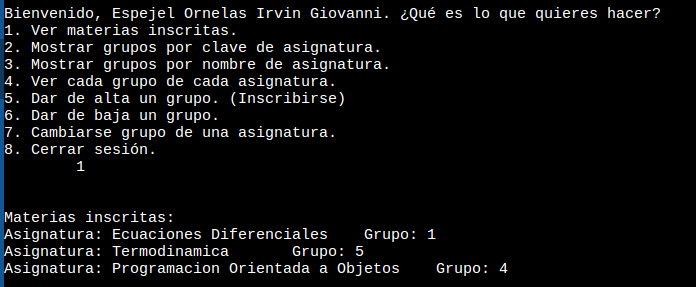 Bienvenido, Espejel Ornelas Irvin Giovanni. ¿Qué es lo que quieres hacer?
1. Ver materias inscritas.
2. Mostrar grupos por clave de asignatura.
3. Mostrar grupos por nombre de asignatura.
4. Ver cada grupo de cada asignatura.
5. Dar de alta un grupo. (Inscribirse)
6. Dar de baja un grupo.
7. Cambiarse grupo de una asignatura.
8. Cerrar sesión.
1
Materias inscritas:
Asignatura: Ecuaciones Diferenciales    Grupo: 1
Asignatura: Termodinamica       Grupo: 5
Asignatura: Programacion Orientada a Objetos    Grupo: 4